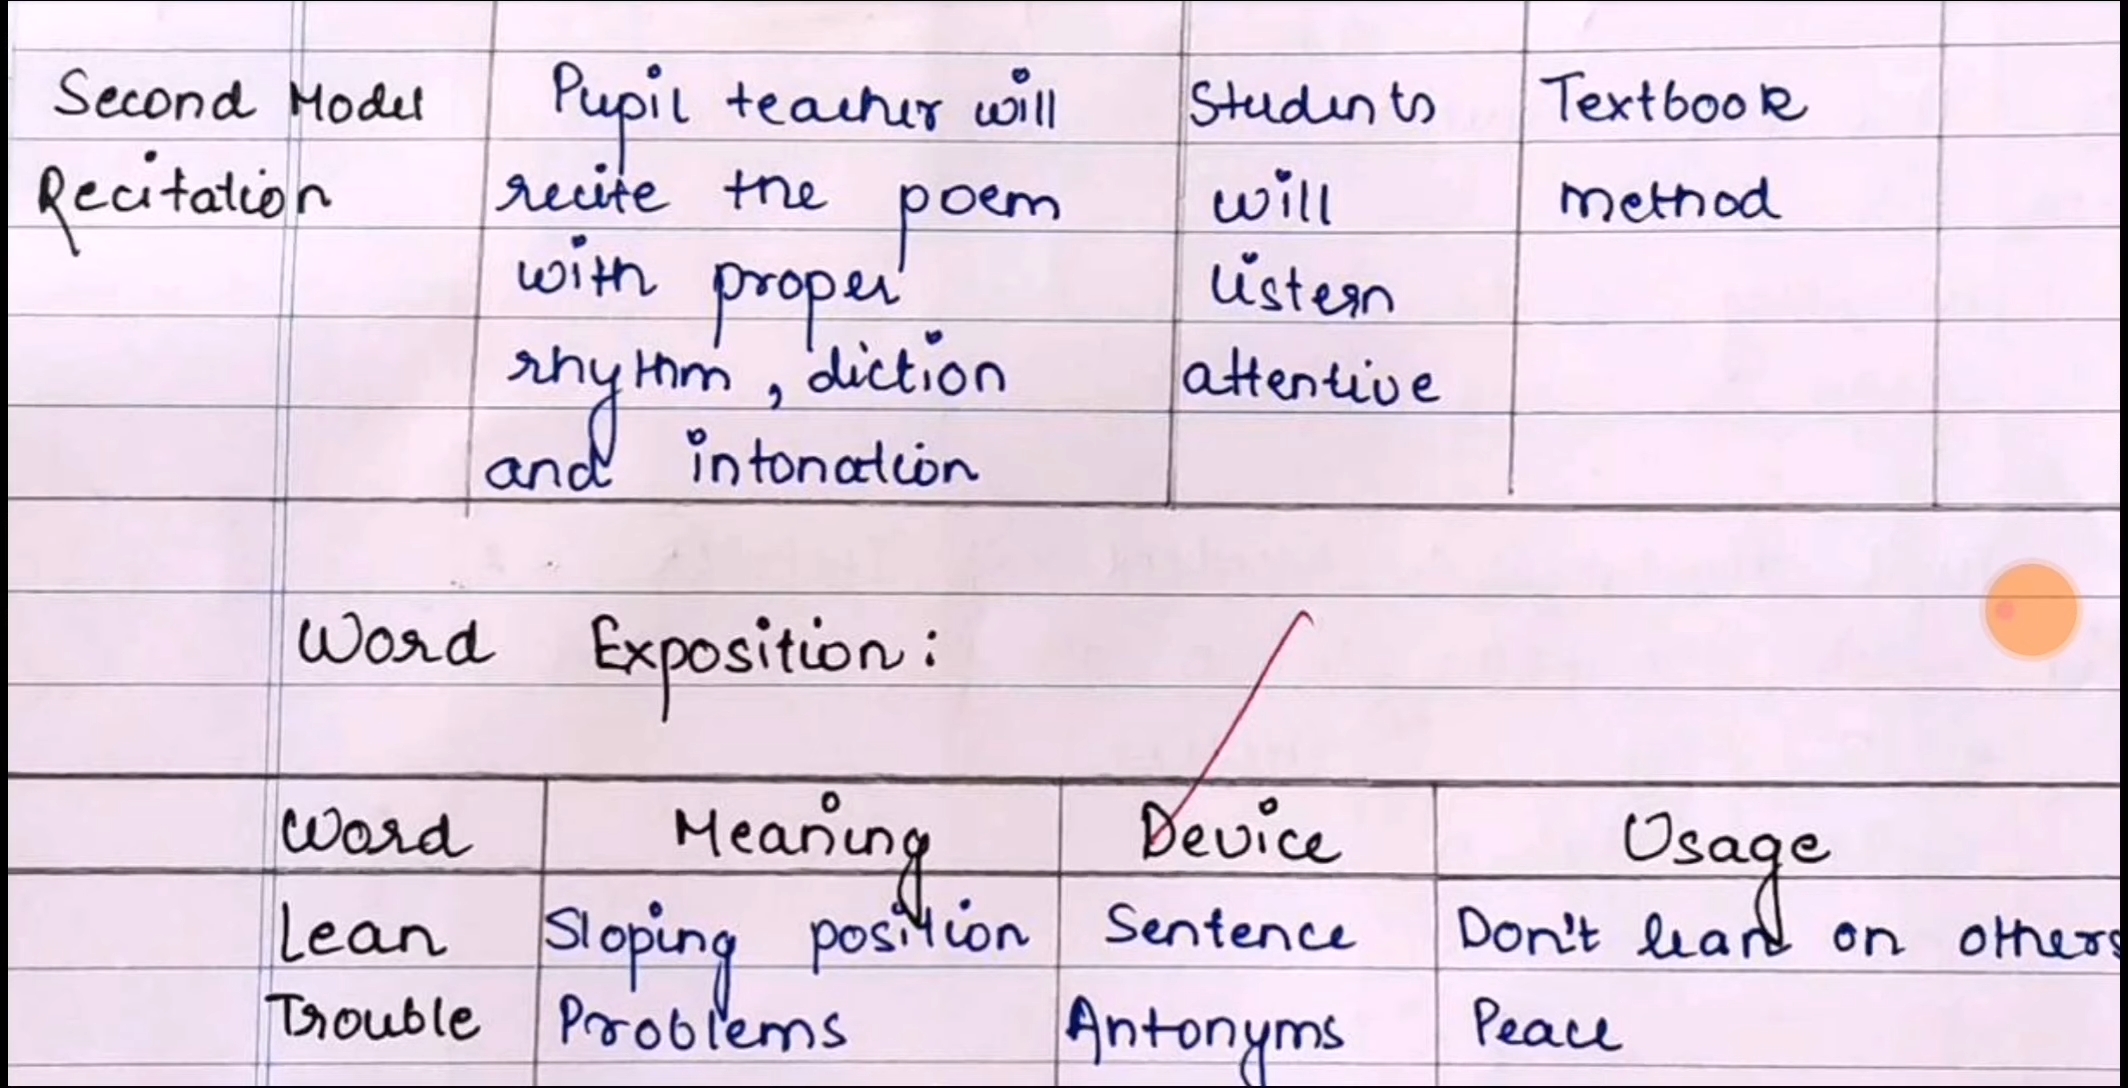 Second Model Pupil teacher will Students Textbook
Recitation recite the poem will method
with proper listern
rhythm, diction attentive
and intonation
Word Exposition:
Word Meaning Device Usage
Lean Sloping position Sentence Don't lean on others
Trouble Problems Antonyms Peace